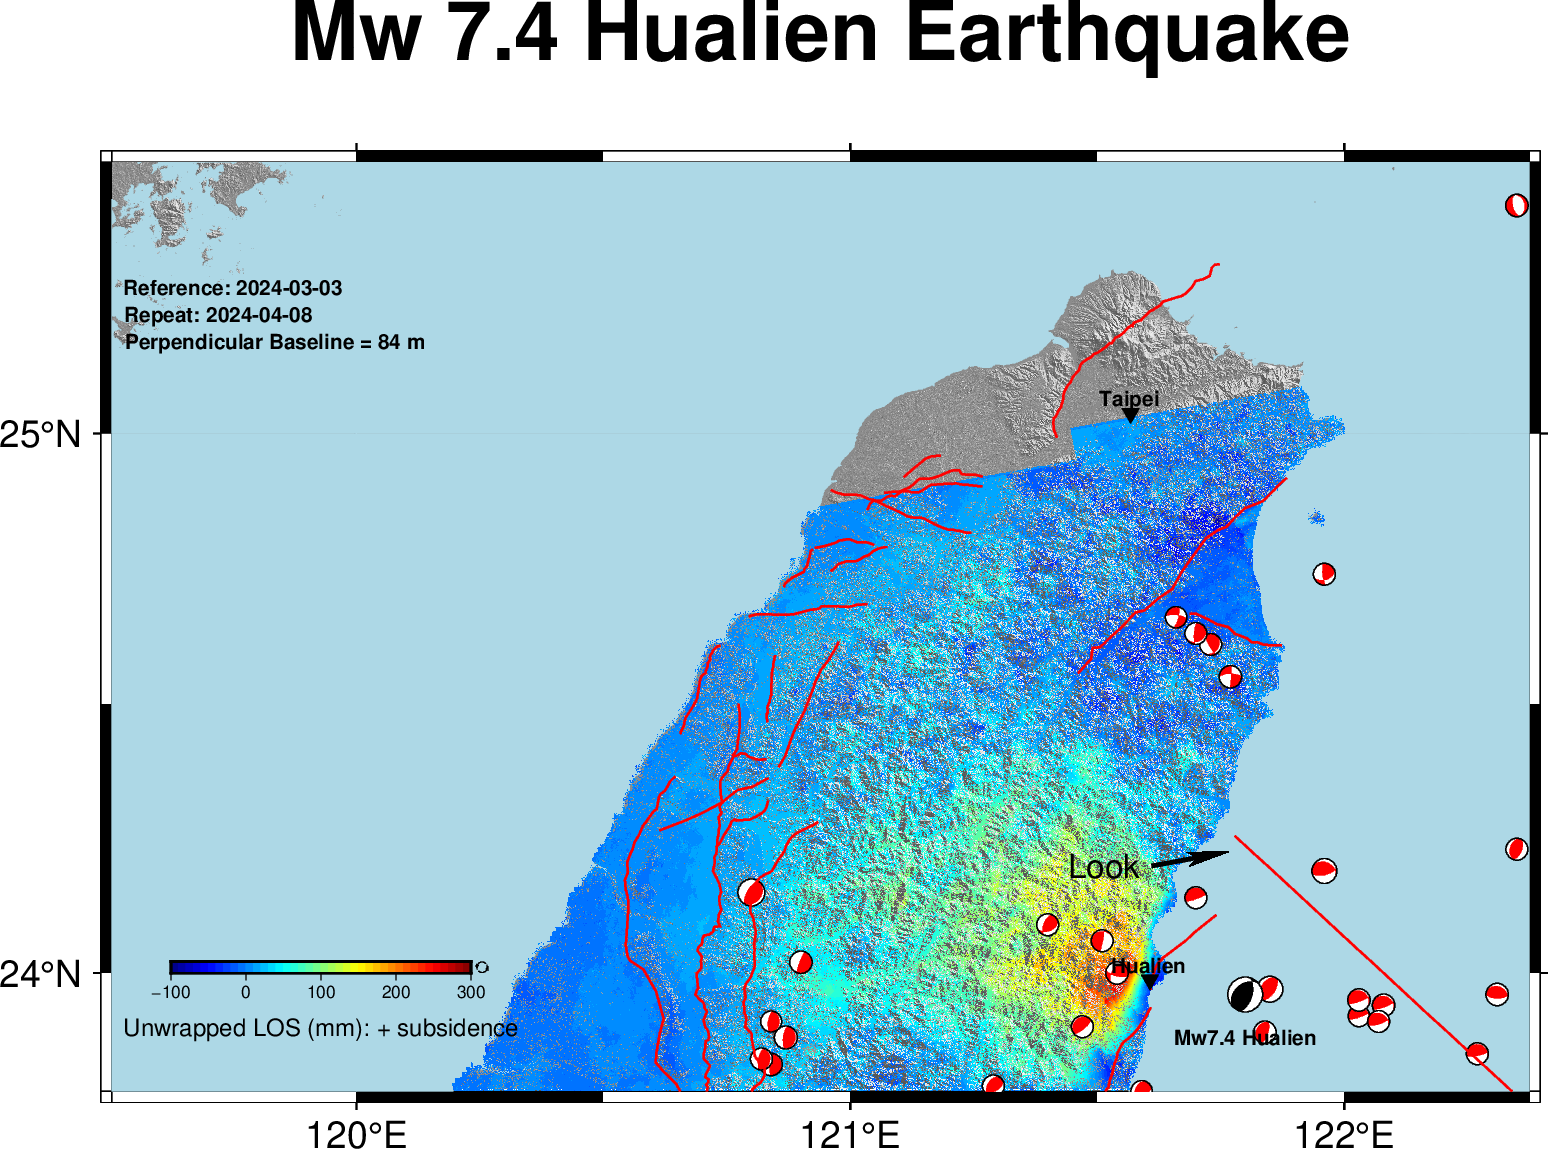 Mw 7.4 Hualien Earthquake
Reference: 2024-03-03
Repeat: 2024-04-08
Perpendicular Baseline = 84 m
Taipei
25°N
Look
Hualien
24°N
−100 0 100 200 300
Unwrapped LOS (mm): + subsidence
Mw7.4 Hualien
120°E 121°E 122°E